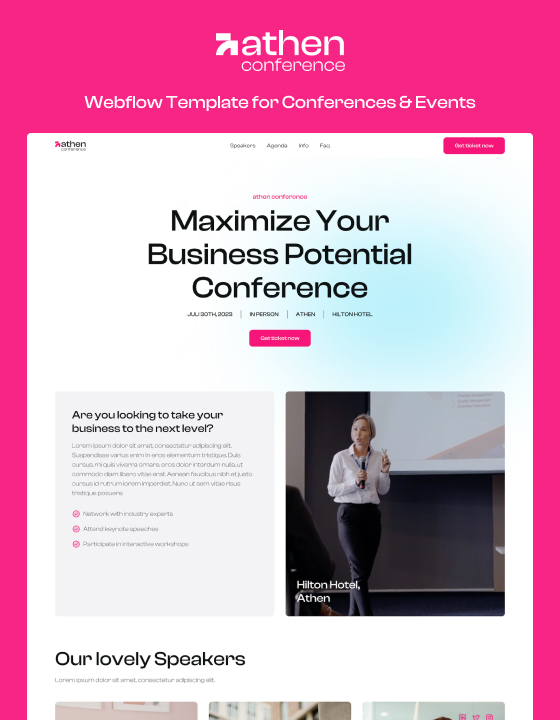 athen
conference
Webflow Template for Conferences & Events
athen
conference
Speakers Agenda Info Faq
Get ticket now
athen conference
Maximize Your
Business Potential
Conference
JULI 30TH, 2023 IN PERSON ATHEN HILTON HOTEL
Get ticket now
Are you looking to take your
business to the next level?
Lorem ipsum dolor sit amet, consectetur adipiscing elit.
Suspendisse varius enim in eros elementum tristique. Duis
cursus, mi quis viverra ornare, eros dolor interdum nulla, ut
commodo diam libero vitae erat. Aenean faucibus nibh et justo
cursus id rutrum lorem imperdiet. Nunc ut sem vitae risus
tristique posuere.
Network with industry experts
Attend keynote speeches
Participate in interactive workshops
Hilton Hotel,
Athen
Our lovely Speakers
Lorem ipsum dolor sit amet, consectetur adipiscing elit.